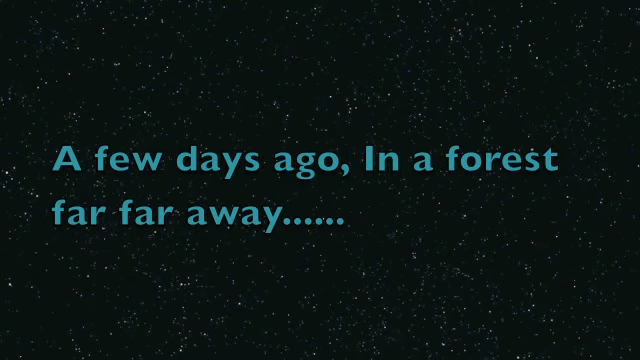 A few days ago, In a forest
far far away......